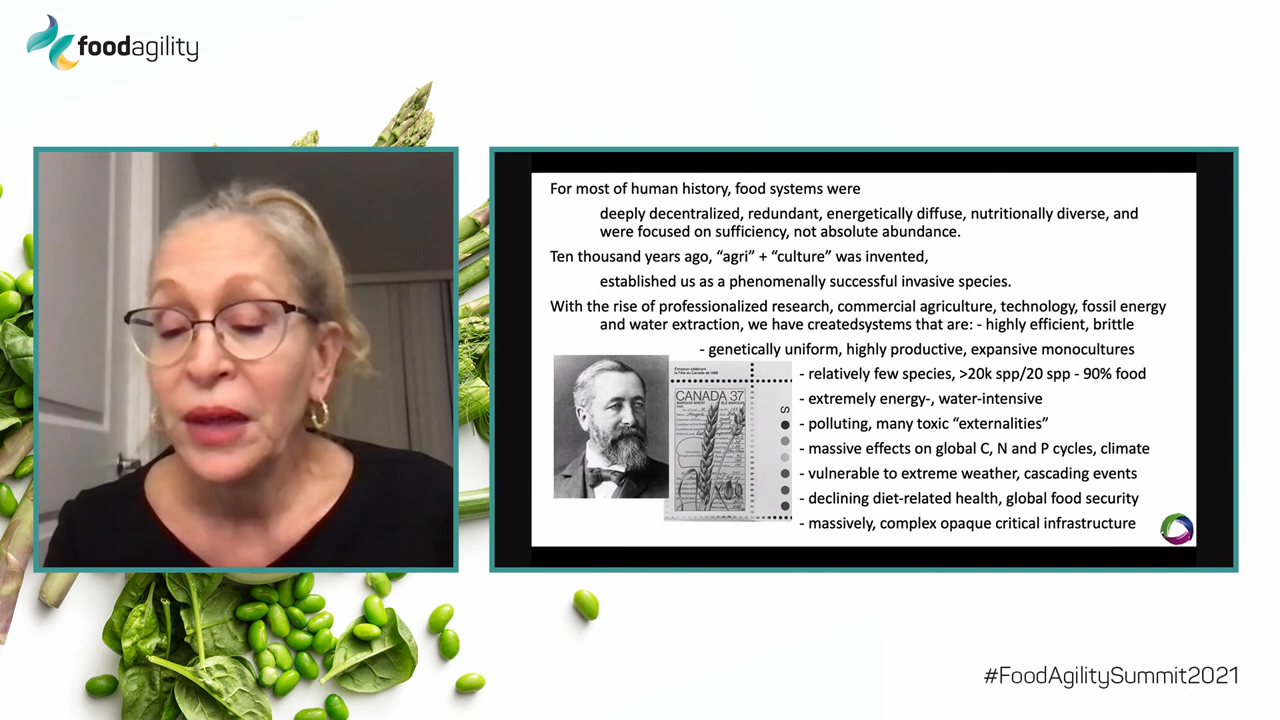 foodagility
For most of human history, food systems were
deeply decentralized, redundant, energetically diffuse, nutritionally diverse, and
were focused on sufficiency, not absolute abundance.
Ten thousand years ago, “agri” + “culture” was invented,
established us as a phenomenally successful invasive species.
With the rise of professionalized research, commercial agriculture, technology, fossil energy
and water extraction, we have createdsystems that are: - highly efficient, brittle
- genetically uniform, highly productive, expansive monocultures
- relatively few species, >20k spp/20 spp - 90% food
- extremely energy-, water-intensive
- polluting, many toxic “externalities”
- massive effects on global C, N and P cycles, climate
- vulnerable to extreme weather, cascading events
- declining diet-related health, global food security
- massively, complex opaque critical infrastructure
CANADA 37
S
#FoodAgilitySummit2021